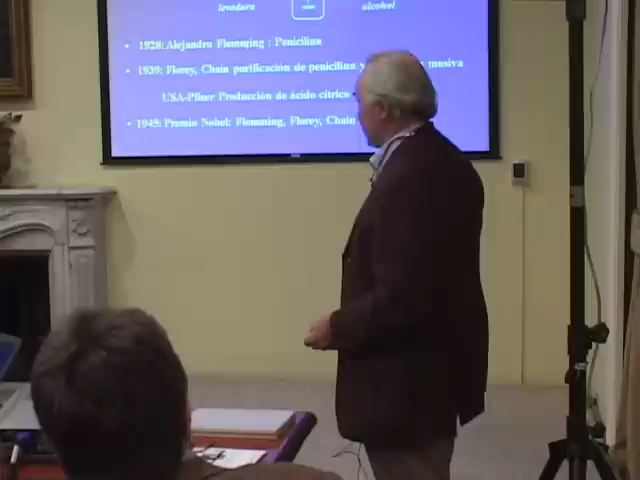 levadura alcohol
• 1928: Alejandro Flemming : Penicilina
• 1939: Florey, Chain purificación de penicilina y masiva
USA-Pfizer Producción de ácido cítrico
• 1945: Premio Nobel: Flemming, Florey, Chain